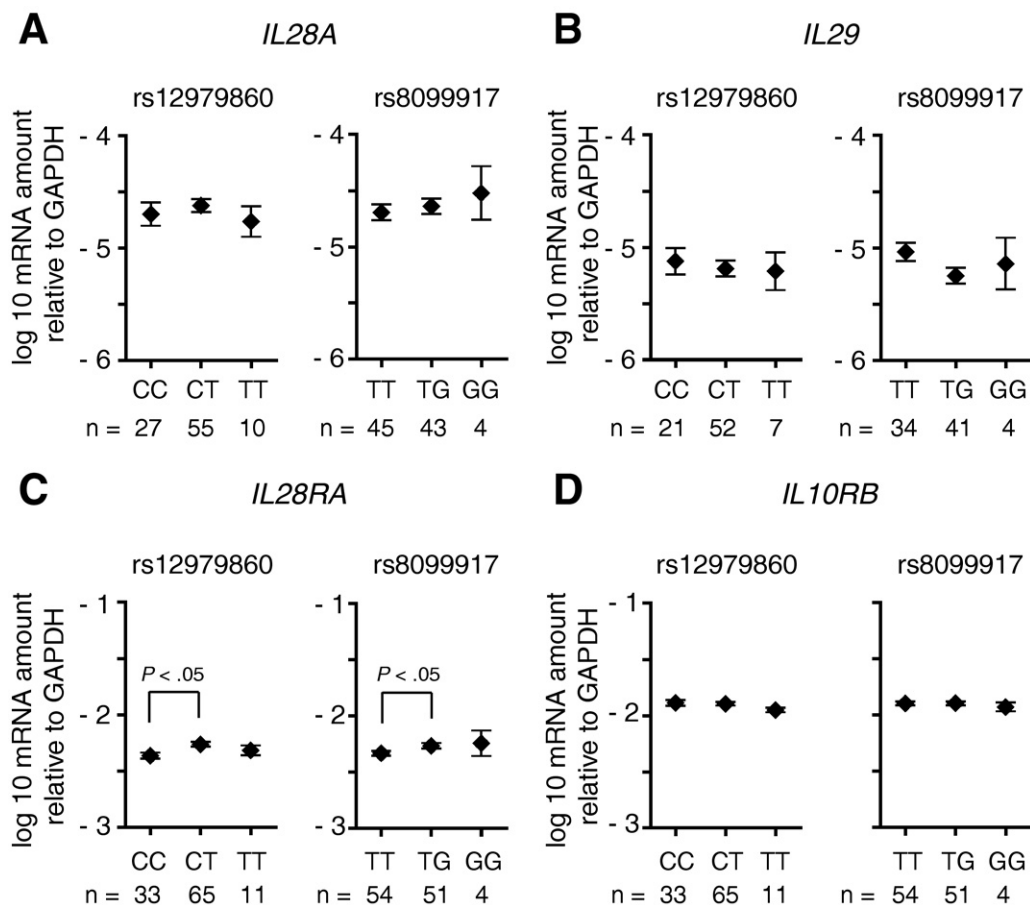 A
IL28A
rs12979860
rs8099917
log 10 mRNA amount
relative to GAPDH
- 4
- 5
- 6
- 4
- 5
- 6
CC CT TT
TT TG GG
n = 27 55 10
n = 45 43 4
B
IL29
rs12979860
rs8099917
log 10 mRNA amount
relative to GAPDH
- 4
- 5
- 6
- 4
- 5
- 6
CC CT TT
TT TG GG
n = 21 52 7
n = 34 41 4
C
IL28RA
rs12979860
rs8099917
log 10 mRNA amount
relative to GAPDH
- 1
- 2
- 3
- 1
- 2
- 3
P < .05
P < .05
CC CT TT
TT TG GG
n = 33 65 11
n = 54 51 4
D
IL10RB
rs12979860
rs8099917
log 10 mRNA amount
relative to GAPDH
- 1
- 2
- 3
- 1
- 2
- 3
CC CT TT
TT TG GG
n = 33 65 11
n = 54 51 4